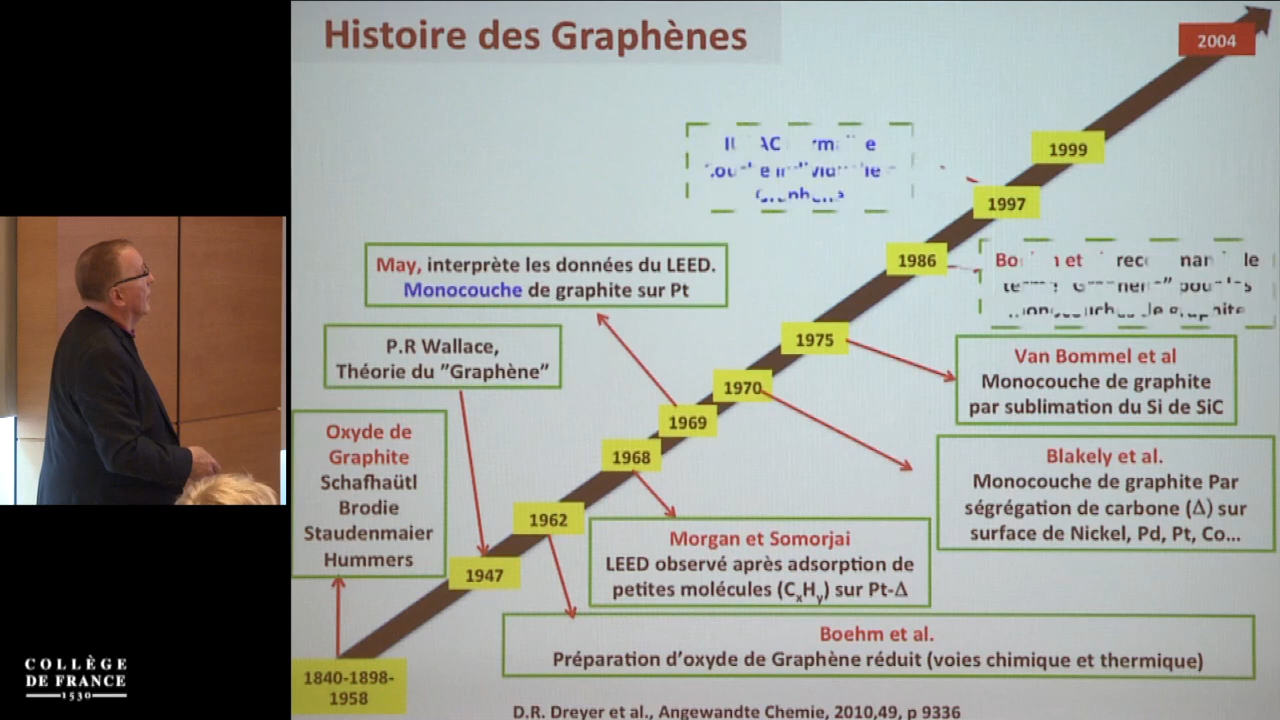 Histoire des Graphènes
2004
1999
1997
1986
Bo et le
May, interprète les données du LEED.
Monocouche de graphite sur Pt
1975
Van Bommel et al
Monocouche de graphite
par sublimation du Si de SiC
P.R Wallace,
Théorie du ”Graphène”
1970
1969
Oxyde de
Graphite
Schafhaütl
Brodie
Staudenmaier
Hummers
1968
Blakely et al.
Monocouche de graphite Par
ségrégation de carbone (Δ) sur
surface de Nickel, Pd, Pt, Co...
1962
Morgan et Somorjai
LEED observé après adsorption de
petites molécules (CxHy) sur Pt-Δ
1947
Boehm et al.
Préparation d’oxyde de Graphène réduit (voies chimique et thermique)
1840-1898-
1958
D.R. Dreyer et al., Angewandte Chemie, 2010,49, p 9336
COLLÈGE
DE FRANCE
1530